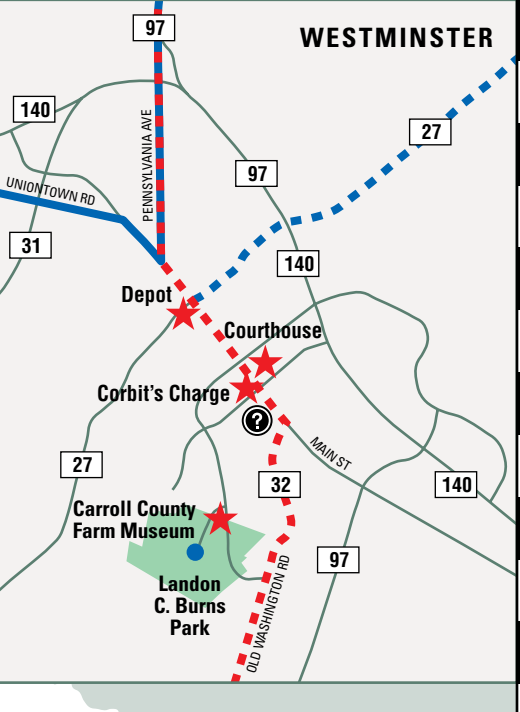 97
WESTMINSTER
140
PENNSYLVANIA AVE
27
97
UNIONTOWN RD
31
140
Depot
Courthouse
Corbit's Charge
?
MAIN ST
27
32
140
Carroll County
Farm Museum
97
Landon
C. Burns
Park
OLD WASHINGTON RD